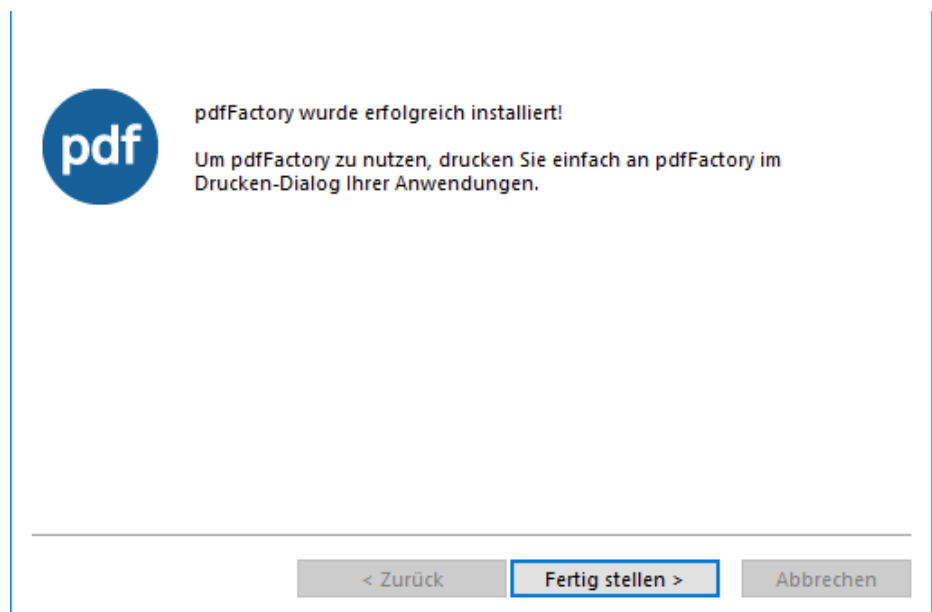 pdf
pdfFactory wurde erfolgreich installiert!
Um pdfFactory zu nutzen, drucken Sie einfach an pdfFactory im
Drucken-Dialog Ihrer Anwendungen.
< Zurück
Fertig stellen >
Abbrechen